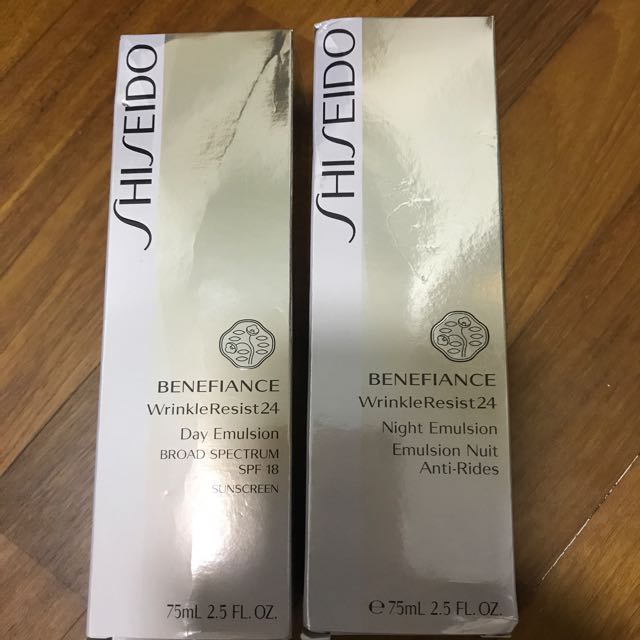 SHISEIDO
BENEFIANCE
WrinkleResist24
Day Emulsion
BROAD SPECTRUM
SPF 18
SUNSCREEN
75mL 2.5 FL. OZ.
SHISEIDO
BENEFIANCE
WrinkleResist24
Night Emulsion
Emulsion Nuit
Anti-Rides
℮75mL 2.5 FL. OZ.